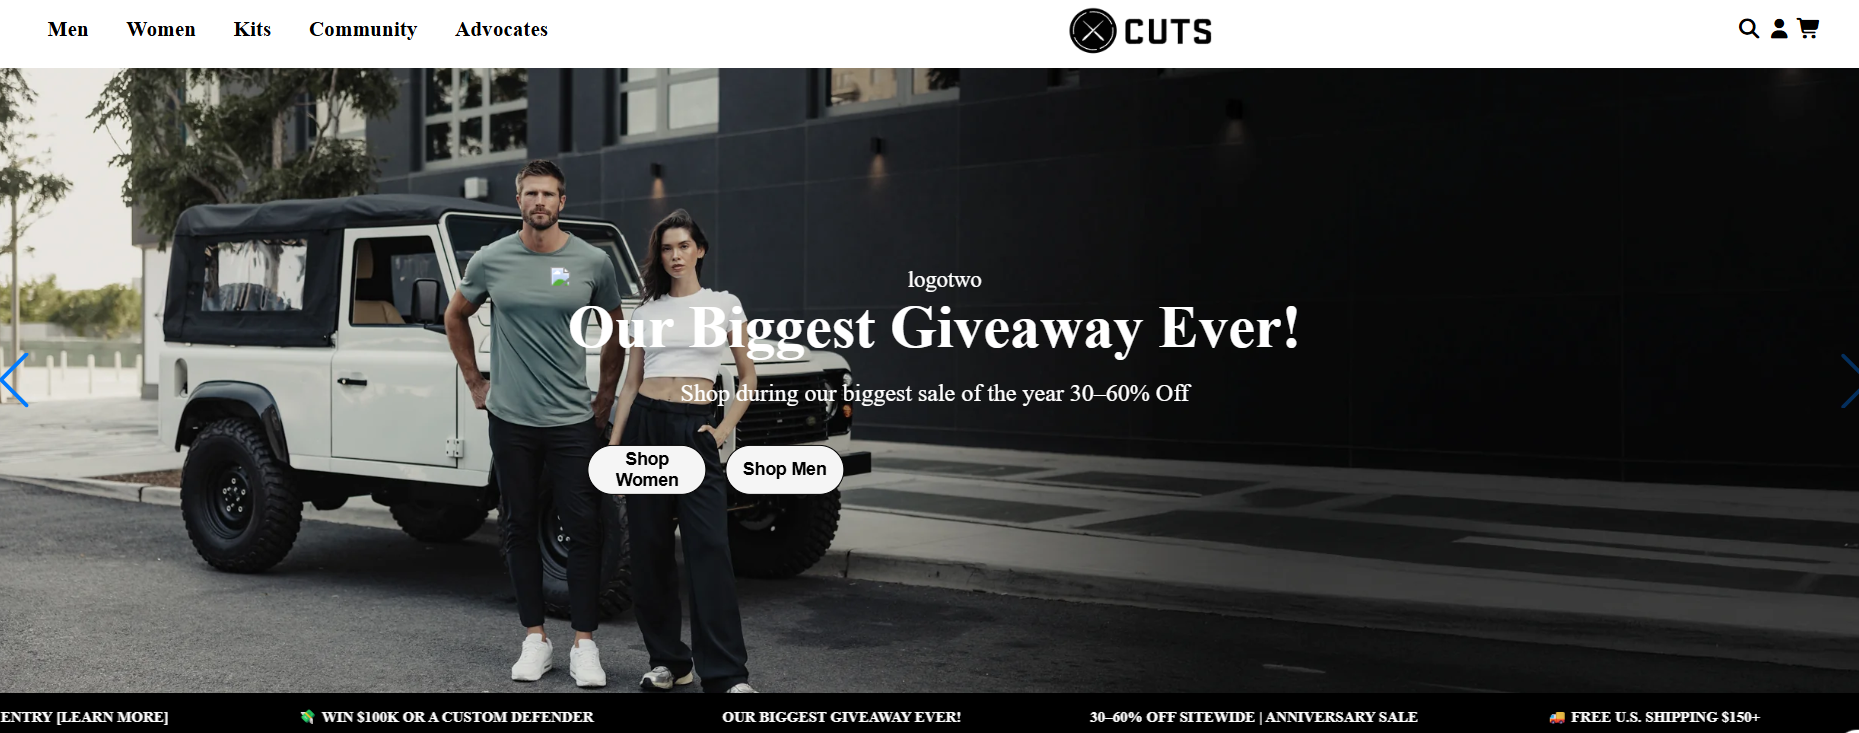 Men Women Kits Community Advocates
CUTS
logotwo
Our Biggest Giveaway Ever!
Shop during our biggest sale of the year 30–60% Off
Shop
Women
Shop Men
ENTRY [LEARN MORE] 💸 WIN $100K OR A CUSTOM DEFENDER OUR BIGGEST GIVEAWAY EVER! 30–60% OFF SITEWIDE | ANNIVERSARY SALE 🚚 FREE U.S. SHIPPING $150+